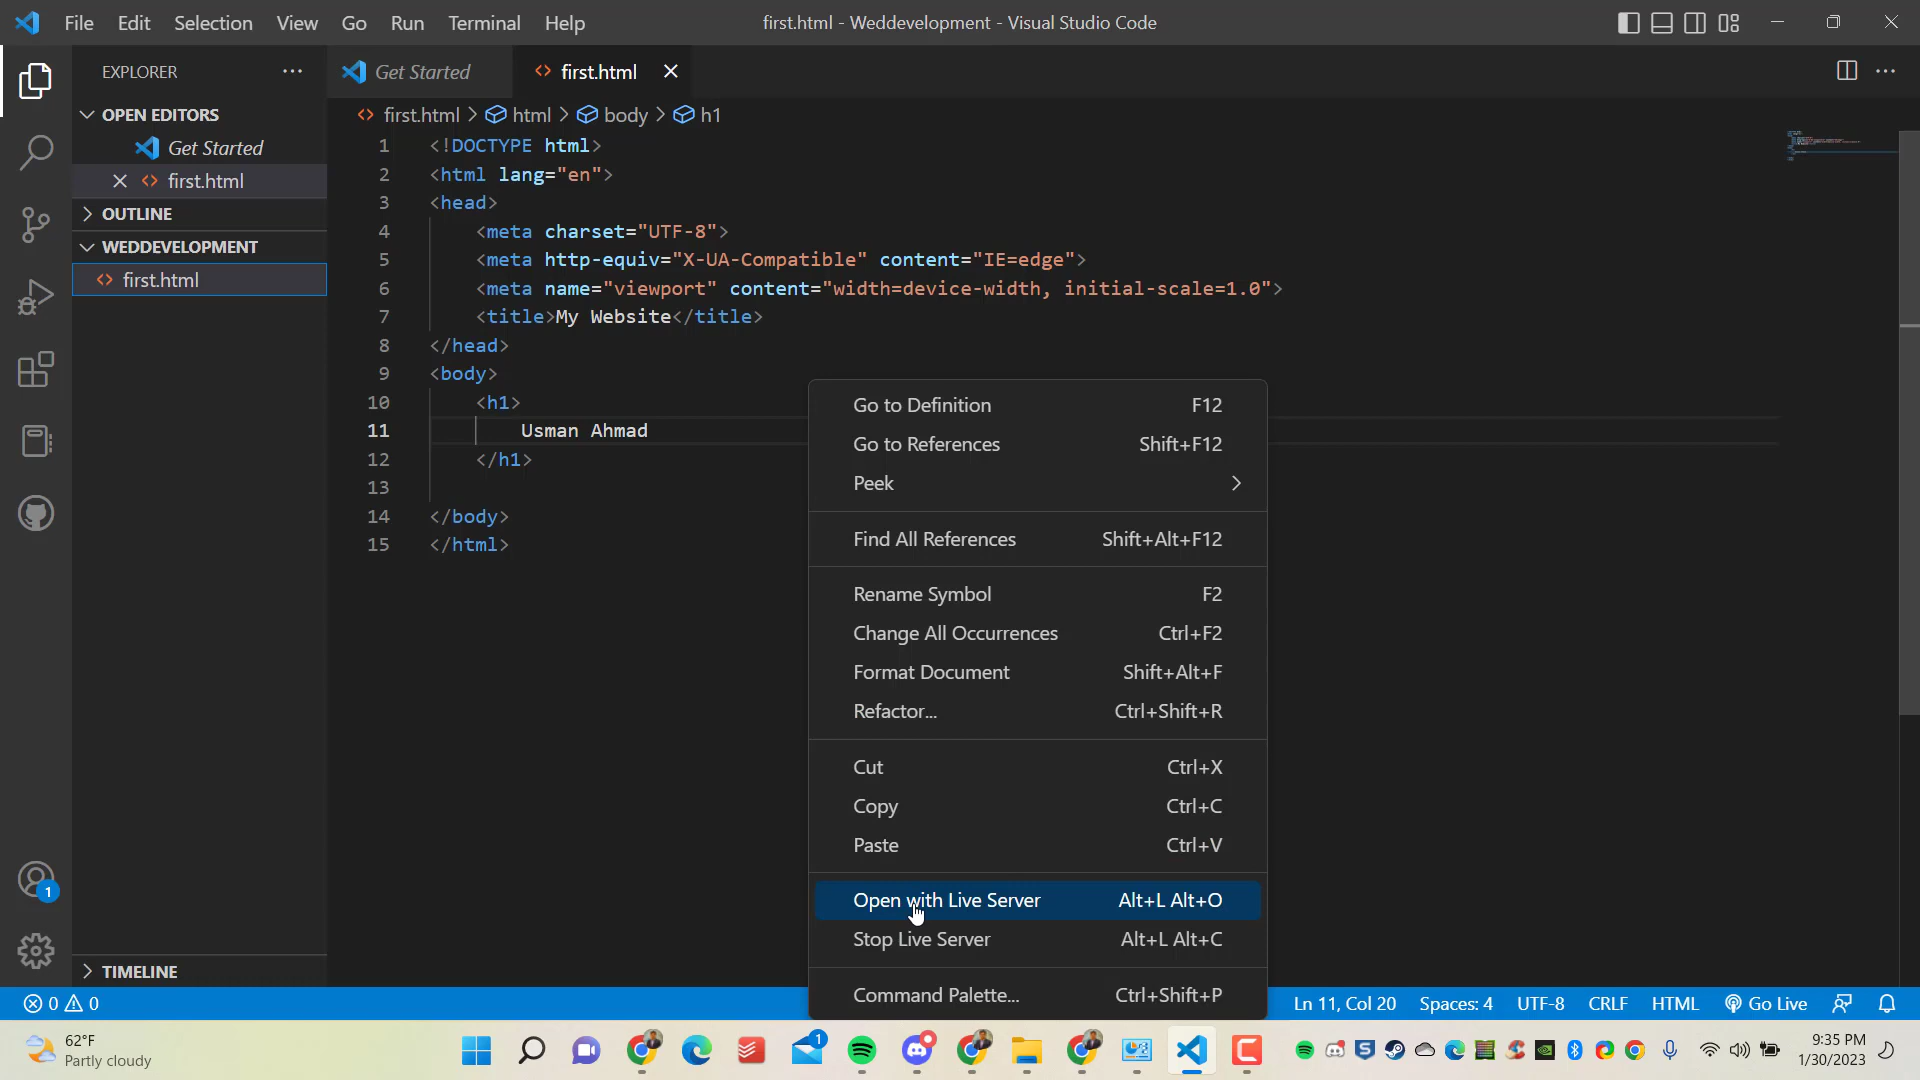 File Edit Selection View Go Run Terminal Help first.html - Weddevelopment - Visual Studio Code
EXPLORER
Get Started
first.html
OPEN EDITORS
Get Started
first.html
OUTLINE
WEDDEVELOPMENT
first.html
TIMELINE
first.html > html > body > h1
1 <!DOCTYPE html>
2 <html lang="en">
3 <head>
4 <meta charset="UTF-8">
5 <meta http-equiv="X-UA-Compatible" content="IE=edge">
6 <meta name="viewport" content="width=device-width, initial-scale=1.0">
7 <title>My Website</title>
8 </head>
9 <body>
10 <h1>
11 Usman Ahmad
12 </h1>
13
14 </body>
15 </html>
Go to Definition F12
Go to References Shift+F12
Peek
Find All References Shift+Alt+F12
Rename Symbol F2
Change All Occurrences Ctrl+F2
Format Document Shift+Alt+F
Refactor... Ctrl+Shift+R
Cut Ctrl+X
Copy Ctrl+C
Paste Ctrl+V
Open with Live Server Alt+L Alt+O
Stop Live Server Alt+L Alt+C
Command Palette... Ctrl+Shift+P
1
0 0 Ln 11, Col 20 Spaces: 4 UTF-8 CRLF HTML Go Live
62°F
Partly cloudy
1
9:35 PM
1/30/2023